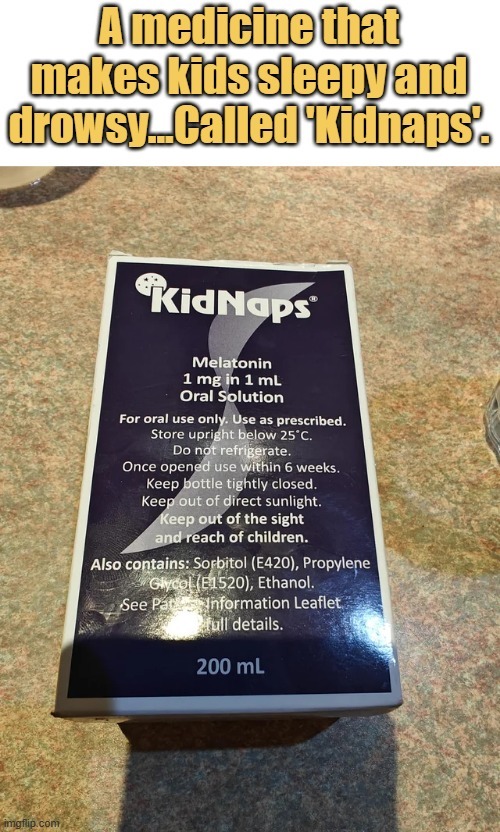 A medicine that
makes kids sleepy and
drowsy...Called 'Kidnaps'.
KidNaps®
Melatonin
1 mg in 1 mL
Oral Solution
For oral use only. Use as prescribed.
Store upright below 25°C.
Do not refrigerate.
Once opened use within 6 weeks.
Keep bottle tightly closed.
Keep out of direct sunlight.
Keep out of the sight
and reach of children.
Also contains: Sorbitol (E420), Propylene
Glycol (E1520), Ethanol.
See Information Leaflet
full details.
200 mL
imgflip.com